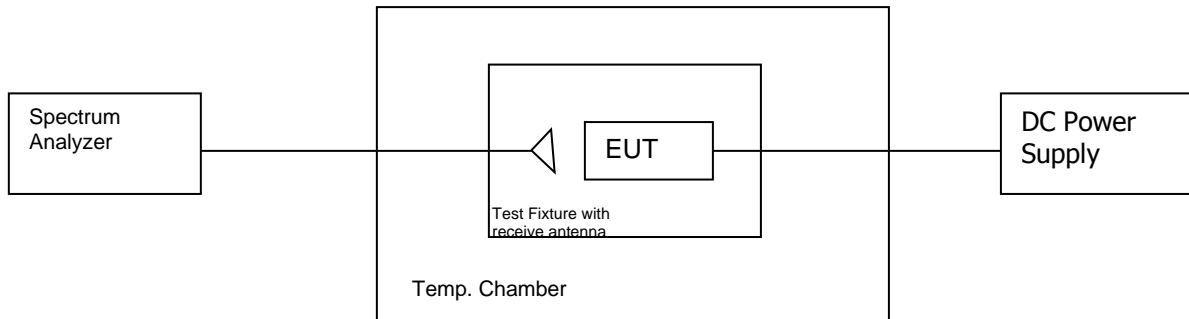 Spectrum
Analyzer
EUT
DC Power
Supply
Test Fixture with
receive antenna
Temp. Chamber